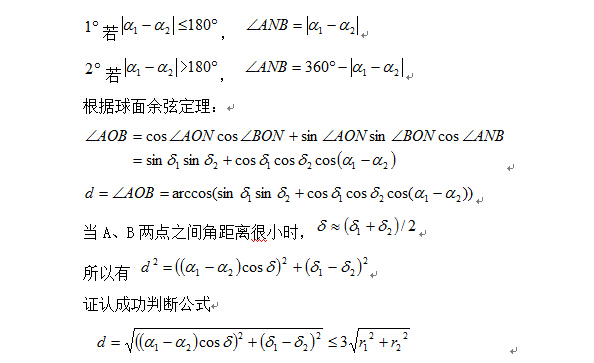 1° 若|α₁−α₂|≤180°， ∠ANB=|α₁−α₂|
2° 若|α₁−α₂|>180°， ∠ANB=360°−|α₁−α₂|
根据球面余弦定理：
∠AOB=cos∠AON cos∠BON+sin∠AON sin∠BON cos∠ANB
=sin δ₁ sin δ₂+cos δ₁ cos δ₂ cos(α₁−α₂)
d=∠AOB=arccos(sin δ₁ sin δ₂+cos δ₁ cos δ₂ cos(α₁−α₂))
当 A、B 两点之间角距离很小时，δ≈(δ₁+δ₂)/2
所以有 d²=((α₁−α₂)cos δ)²+(δ₁−δ₂)²
证认成功判断公式
d=√(((α₁−α₂)cos δ)²+(δ₁−δ₂)²)≤3√(r₁²+r₂²)